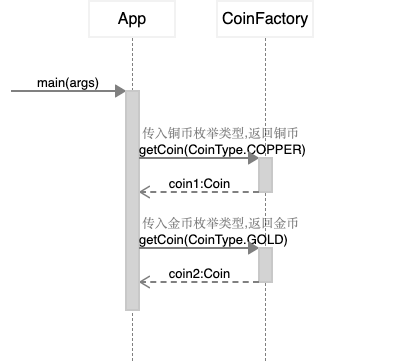 App
CoinFactory
main(args)
传入铜币枚举类型,返回铜币
getCoin(CoinType.COPPER)
coin1:Coin
传入金币枚举类型,返回金币
getCoin(CoinType.GOLD)
coin2:Coin